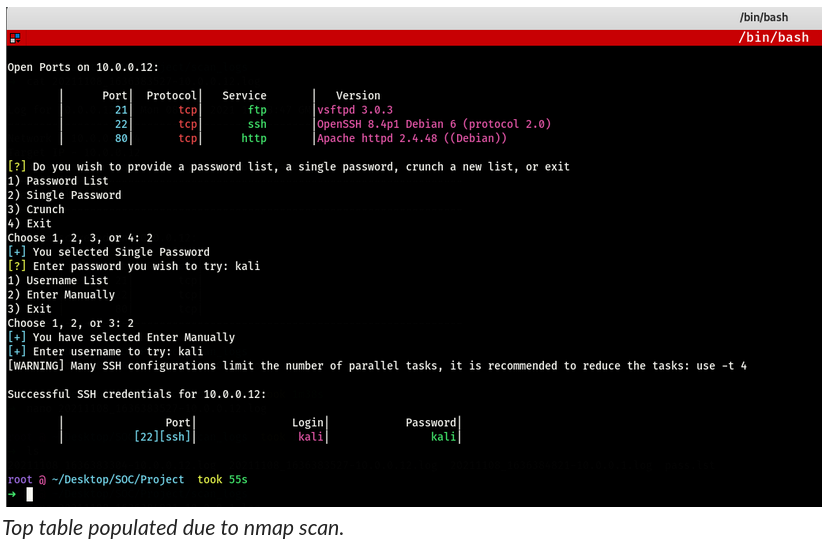 /bin/bash
/bin/bash
Open Ports on 10.0.0.12:
| Port| Protocol| Service | Version
| 21| tcp| ftp |vsftpd 3.0.3
| 22| tcp| ssh |OpenSSH 8.4p1 Debian 6 (protocol 2.0)
| 80| tcp| http |Apache httpd 2.4.48 ((Debian))
[?] Do you wish to provide a password list, a single password, crunch a new list, or exit
1) Password List
2) Single Password
3) Crunch
4) Exit
Choose 1, 2, 3, or 4: 2
[+] You selected Single Password
[?] Enter password you wish to try: kali
1) Username List
2) Enter Manually
3) Exit
Choose 1, 2, or 3: 2
[+] You have selected Enter Manually
[+] Enter username to try: kali
[WARNING] Many SSH configurations limit the number of parallel tasks, it is recommended to reduce the tasks: use -t 4
Successful SSH credentials for 10.0.0.12:
| Port| Login| Password|
| [22][ssh]| kali| kali|
root @ ~/Desktop/SOC/Project took 55s
➜
Top table populated due to nmap scan.